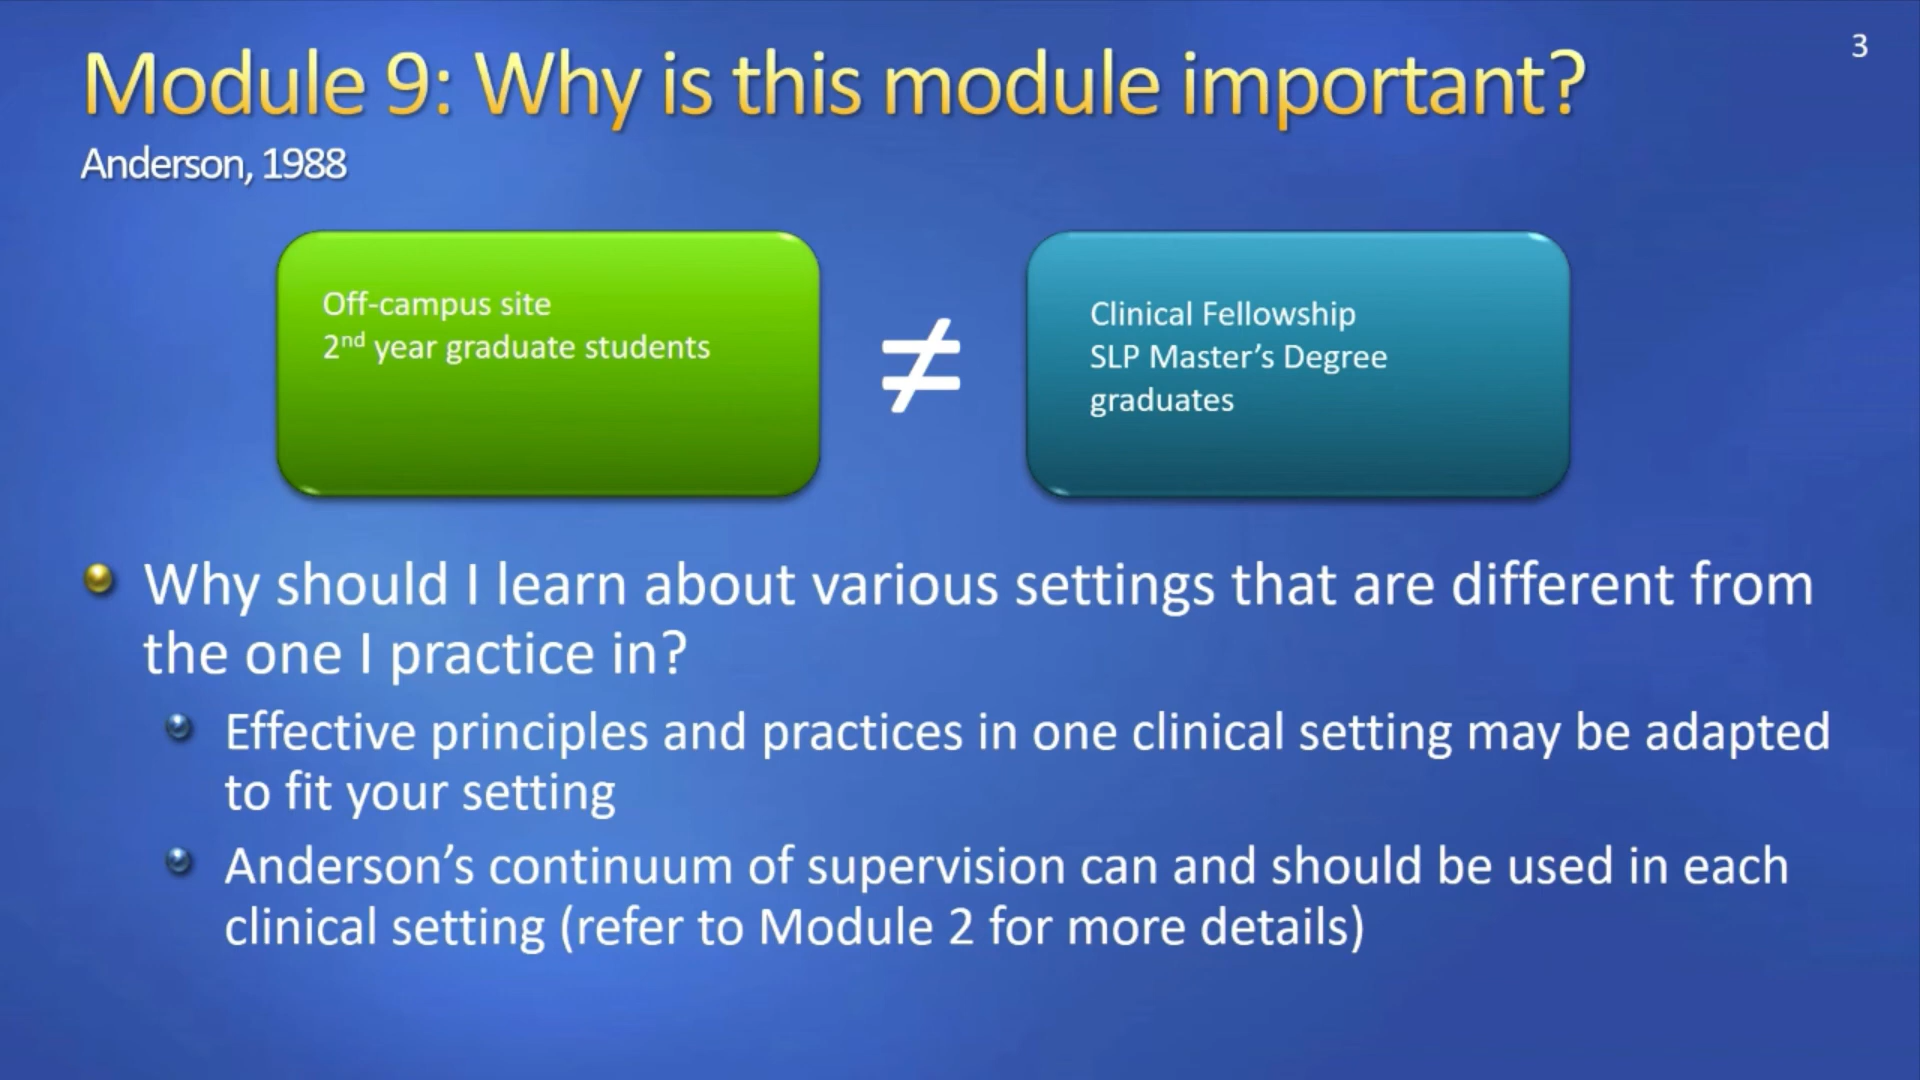 3
Module 9: Why is this module important?
Anderson, 1988
Off-campus site
2nd year graduate students
≠
Clinical Fellowship
SLP Master’s Degree
graduates
Why should I learn about various settings that are different from
the one I practice in?
Effective principles and practices in one clinical setting may be adapted
to fit your setting
Anderson’s continuum of supervision can and should be used in each
clinical setting (refer to Module 2 for more details)